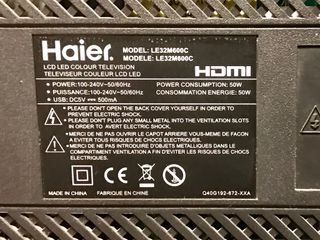 Haier
MODEL: LE32M600C
MODELE: LE32M600C
LCD LED COLOUR TELEVISION
TELEVISEUR COULEUR LCD LED
HDMI
• POWER:100-240V~50/60Hz
POWER CONSUMPTION: 50W
• PUISSANCE:100-240V~50/60Hz
CONSOMMATION ENERGIE: 50W
• USB: DC5V ⎓ 500mA
• PLEASE DON'T OPEN THE BACK COVER YOURSELF IN ORDER TO
PREVENT ELECTRIC SHOCK.
• PLEASE DON'T PLUG ANY SMALL METAL INTO THE VENTILATION SLOTS
IN ORDER TO AVOID ELECTRIC SHOCK.
• MERCI DE NE PAS OUVRIR LE CAPOT ARRIERE VOUS-MEME DE FACON
A EVITER TOUS LES RISQUES DE CHOCS ELECTRIQUES.
• MERCI DE NE PAS INTRODUIRE D'OBJETS METALLIQUES DANS LE
COMPARTIMENT VENTILATION A FIN D'EVITER LES RISQUES DE CHOCS
ELECTRIQUES.
MADE IN CHINA
FABRIQUE EN CHINE
Q40G192-672-XXA